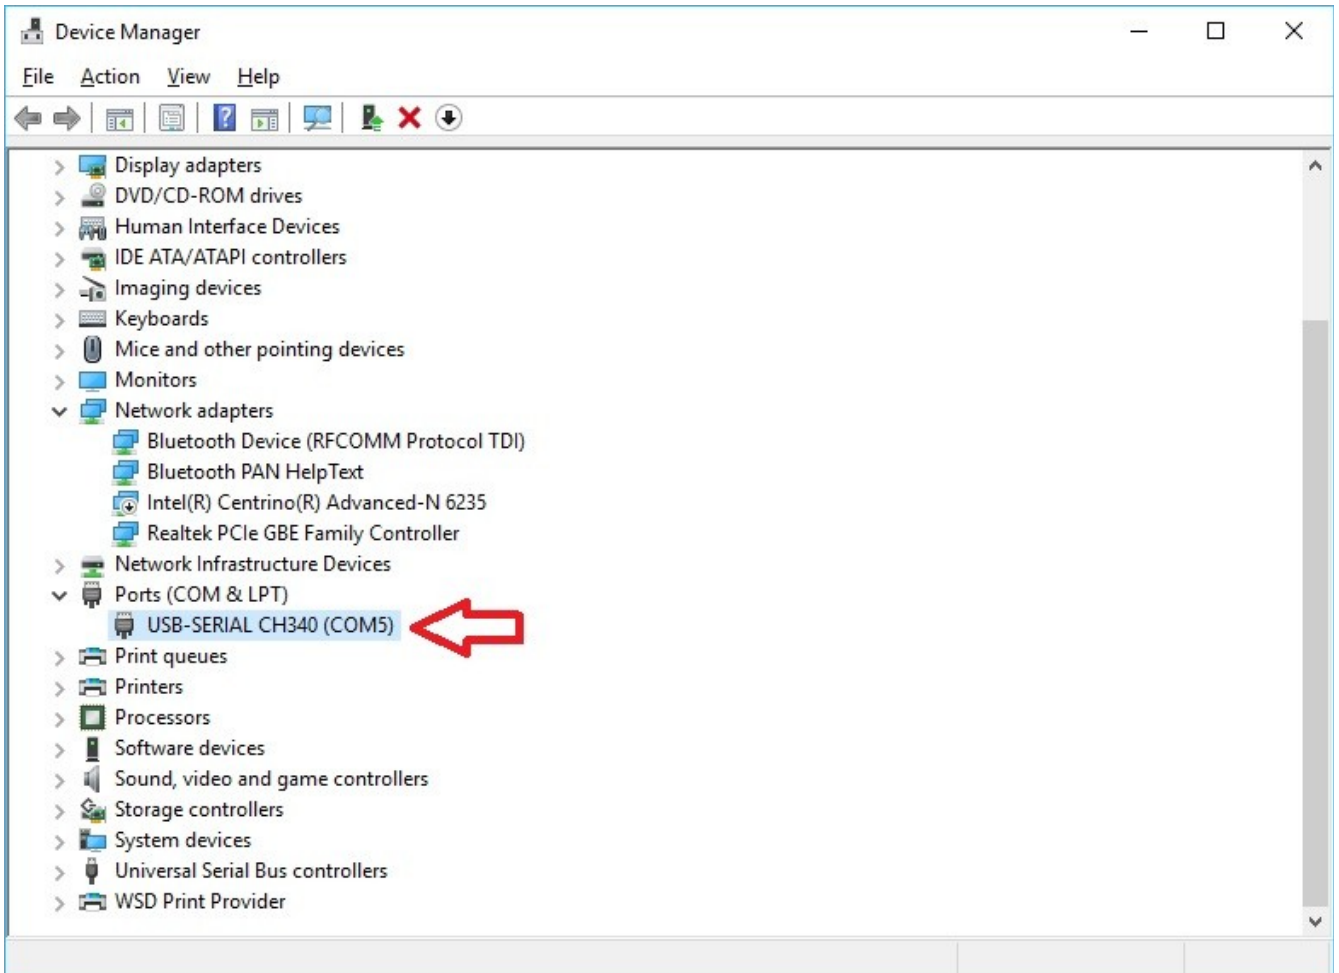 Device Manager
File Action View Help
Display adapters
DVD/CD-ROM drives
Human Interface Devices
IDE ATA/ATAPI controllers
Imaging devices
Keyboards
Mice and other pointing devices
Monitors
Network adapters
Bluetooth Device (RFCOMM Protocol TDI)
Bluetooth PAN HelpText
Intel(R) Centrino(R) Advanced-N 6235
Realtek PCIe GBE Family Controller
Network Infrastructure Devices
Ports (COM & LPT)
USB-SERIAL CH340 (COM5)
Print queues
Printers
Processors
Software devices
Sound, video and game controllers
Storage controllers
System devices
Universal Serial Bus controllers
WSD Print Provider